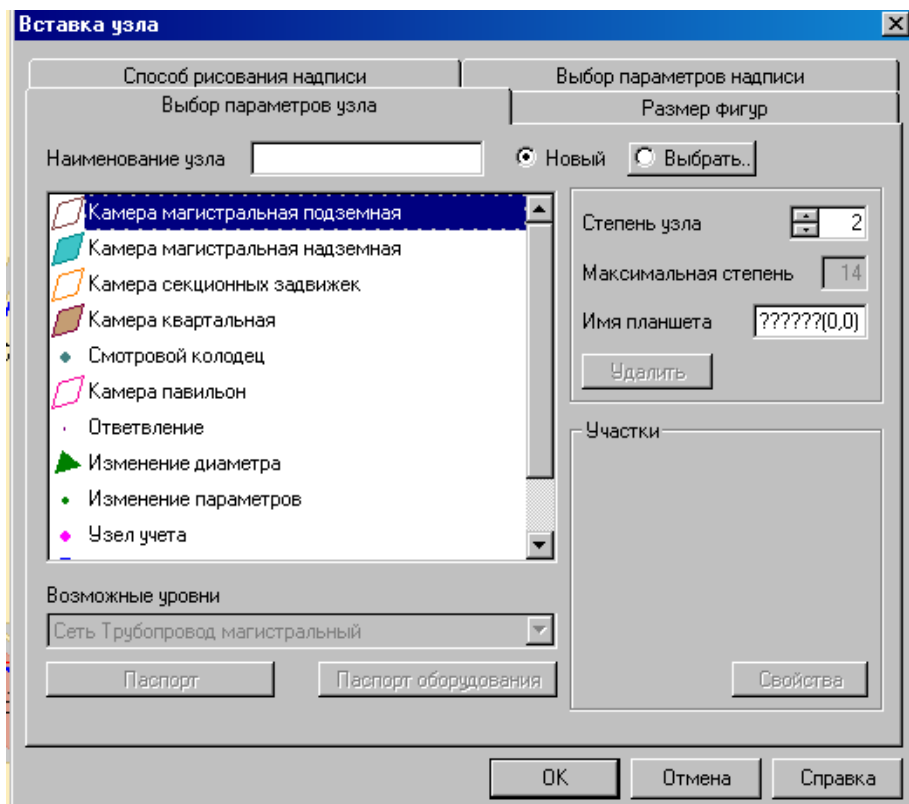 Вставка узла
Способ рисования надписи
Выбор параметров надписи
Выбор параметров узла
Размер фигур
Наименование узла
Новый
Выбрать..
Камера магистральная подземная
Камера магистральная надземная
Камера секционных задвижек
Камера квартальная
Смотровой колодец
Камера павильон
Ответвление
Изменение диаметра
Изменение параметров
Узел учета
Степень узла 2
Максимальная степень 14
Имя планшета ??????(0,0)
Удалить
Участки
Возможные уровни
Сеть Трубопровод магистральный
Паспорт
Паспорт оборудования
Свойства
OK
Отмена
Справка